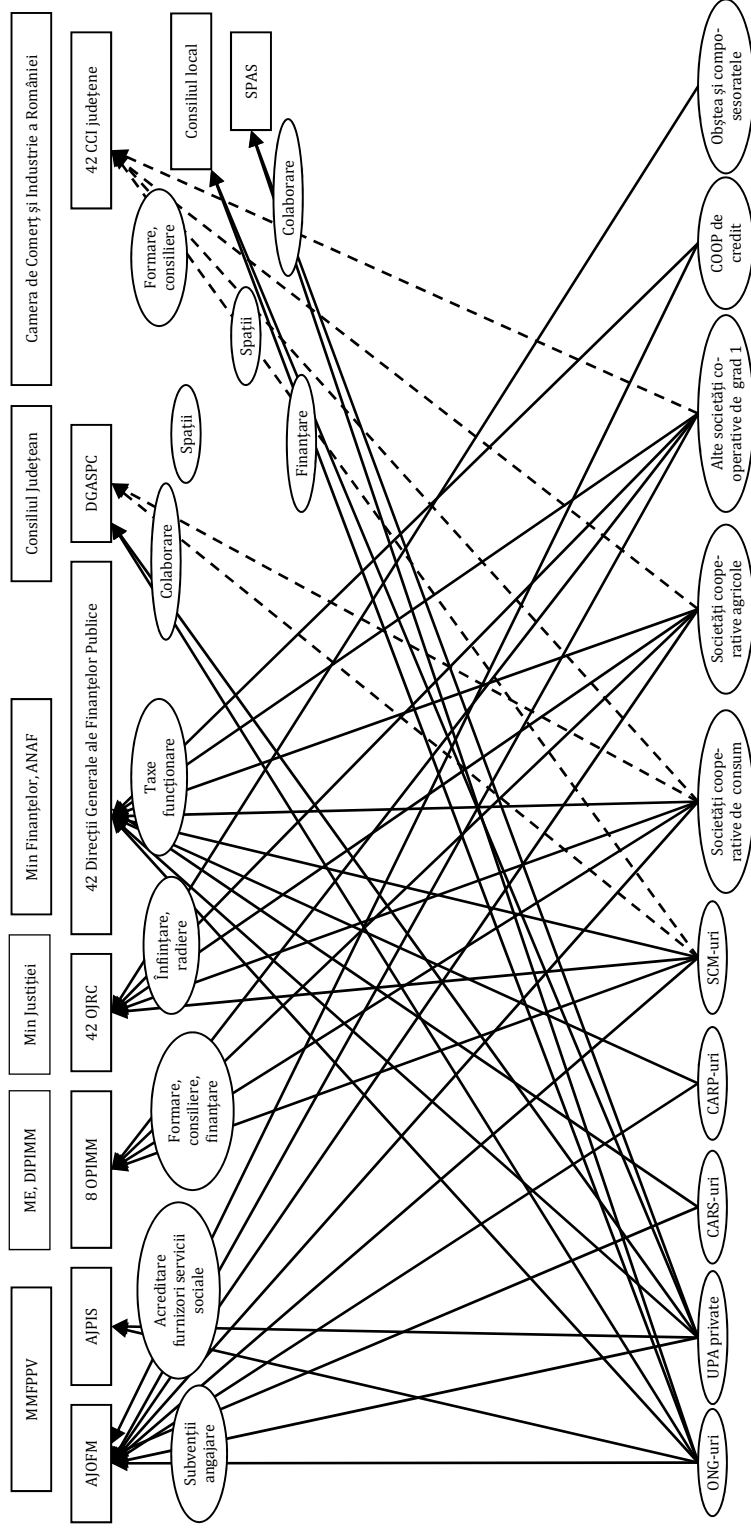 MMFPPV
ME, DIPIMM
Min Justiției
Min Finanțelor, ANAF
Consiliul Județean
Camera de Comerț și Industrie a României
AJOFM
AJPIS
8 OPIMM
42 OJRC
42 Direcții Generale ale Finanțelor Publice
DGASPC
42 CCI județene
Consiliul local
SPAS
Subvenții
angajare
Acreditare
furnizori servicii
sociale
Formare,
consiliere,
finanțare
Înființare,
radiere
Taxe
funcționare
Colaborare
Spații
Finanțare
Spații
Formare,
consiliere
Colaborare
ONG-uri
UPA private
CARS-uri
CARP-uri
SCM-uri
Societăți coope-
rative de consum
Societăți coope-
rative agricole
Alte societăți co-
operative de grad 1
COOP de
credit
Obștea și compo-
sesoratele